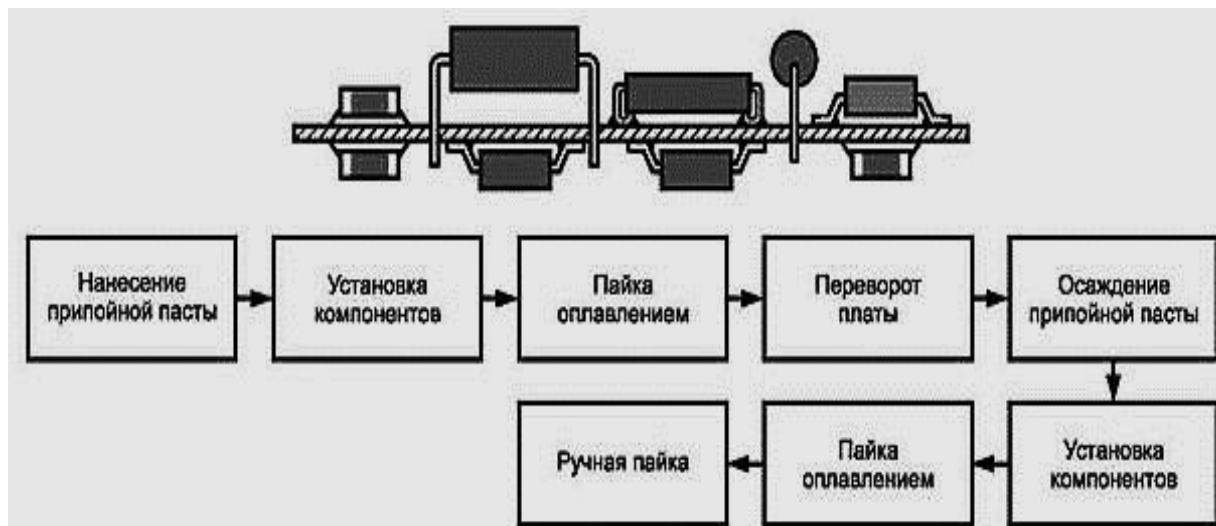 Нанесение
припойной пасты
Установка
компонентов
Пайка
оплавлением
Переворот
платы
Осаждение
припойной пасты
Установка
компонентов
Пайка
оплавлением
Ручная пайка